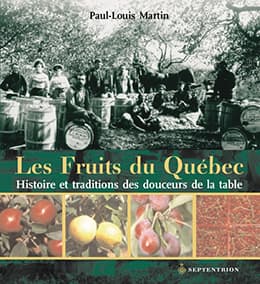 Paul-Louis Martin
Les Fruits du Québec
Histoire et traditions des douceurs de la table
SEPTENTRION